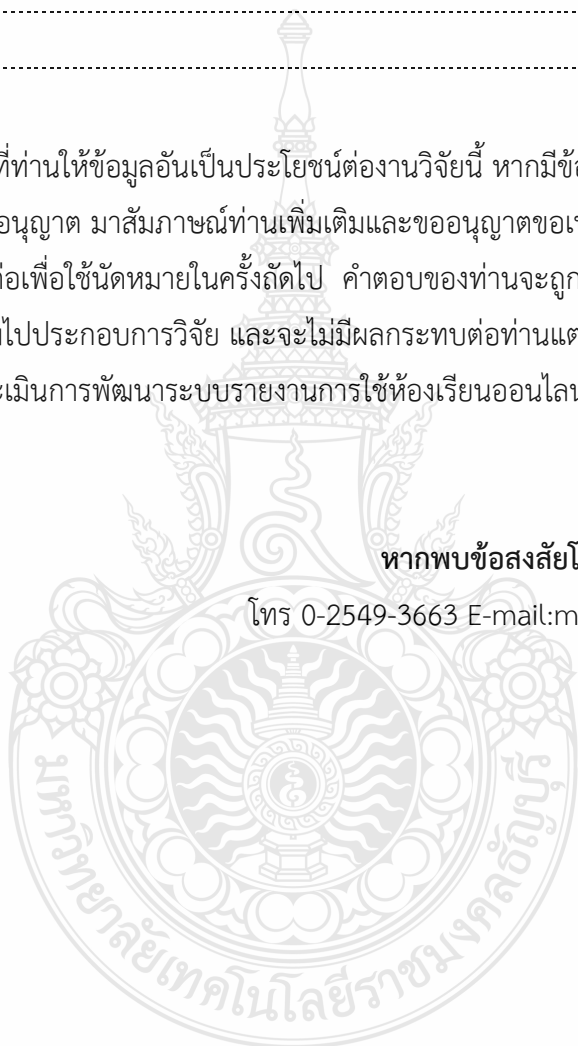 ที่ท่านให้ข้อมูลอันเป็นประโยชน์ต่องานวิจัยนี้ หากมีข้อ
อนุญาต มาสัมภาษณ์ท่านเพิ่มเติมและขออนุญาตขอเบ
ต่อเพื่อใช้นัดหมายในครั้งถัดไป คำตอบของท่านจะถูก
ไปประกอบการวิจัย และจะไม่มีผลกระทบต่อท่านแต่
ะเมินการพัฒนาระบบรายงานการใช้ห้องเรียนออนไลน
หากพบข้อสงสัยโ
โทร 0-2549-3663 E-mail:m
มหาวิทยาลัยเทคโนโลยีราชมงคลธัญบุรี